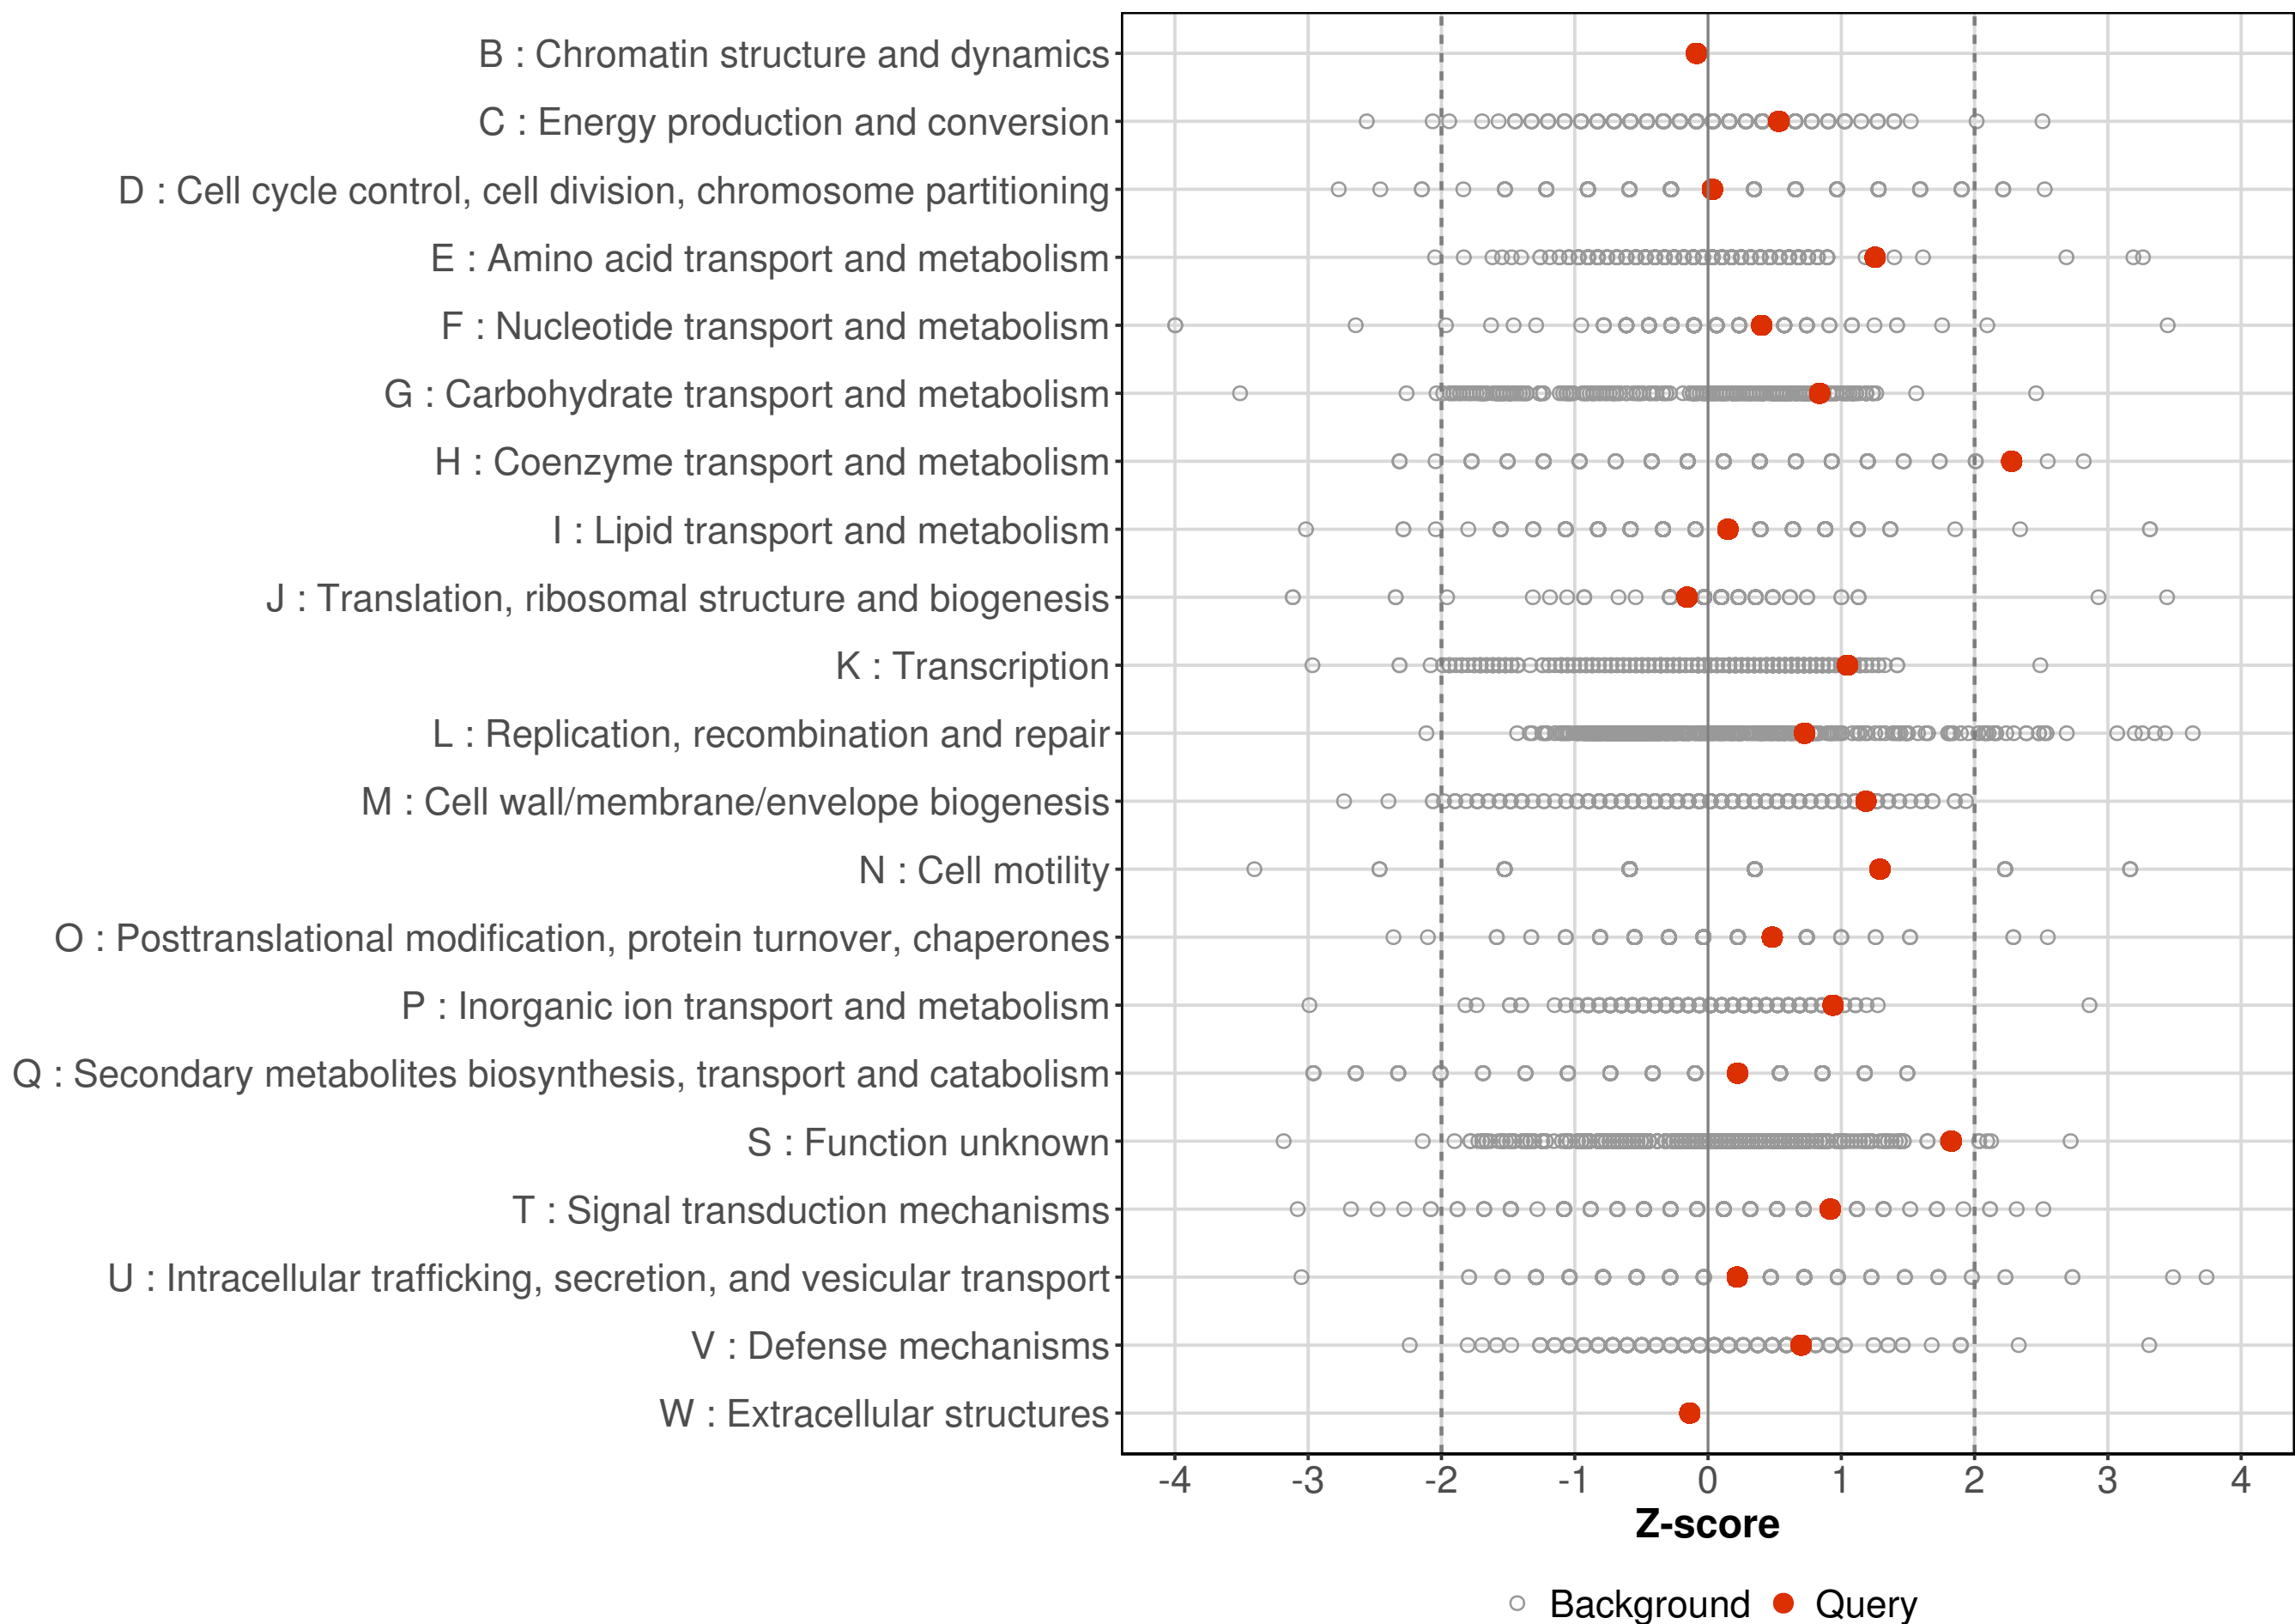 B : Chromatin structure and dynamics
C : Energy production and conversion
D : Cell cycle control, cell division, chromosome partitioning
E : Amino acid transport and metabolism
F : Nucleotide transport and metabolism
G : Carbohydrate transport and metabolism
H : Coenzyme transport and metabolism
I : Lipid transport and metabolism
J : Translation, ribosomal structure and biogenesis
K : Transcription
L : Replication, recombination and repair
M : Cell wall/membrane/envelope biogenesis
N : Cell motility
O : Posttranslational modification, protein turnover, chaperones
P : Inorganic ion transport and metabolism
Q : Secondary metabolites biosynthesis, transport and catabolism
S : Function unknown
T : Signal transduction mechanisms
U : Intracellular trafficking, secretion, and vesicular transport
V : Defense mechanisms
W : Extracellular structures
-4 -3 -2 -1 0 1 2 3 4
Z-score
Background Query